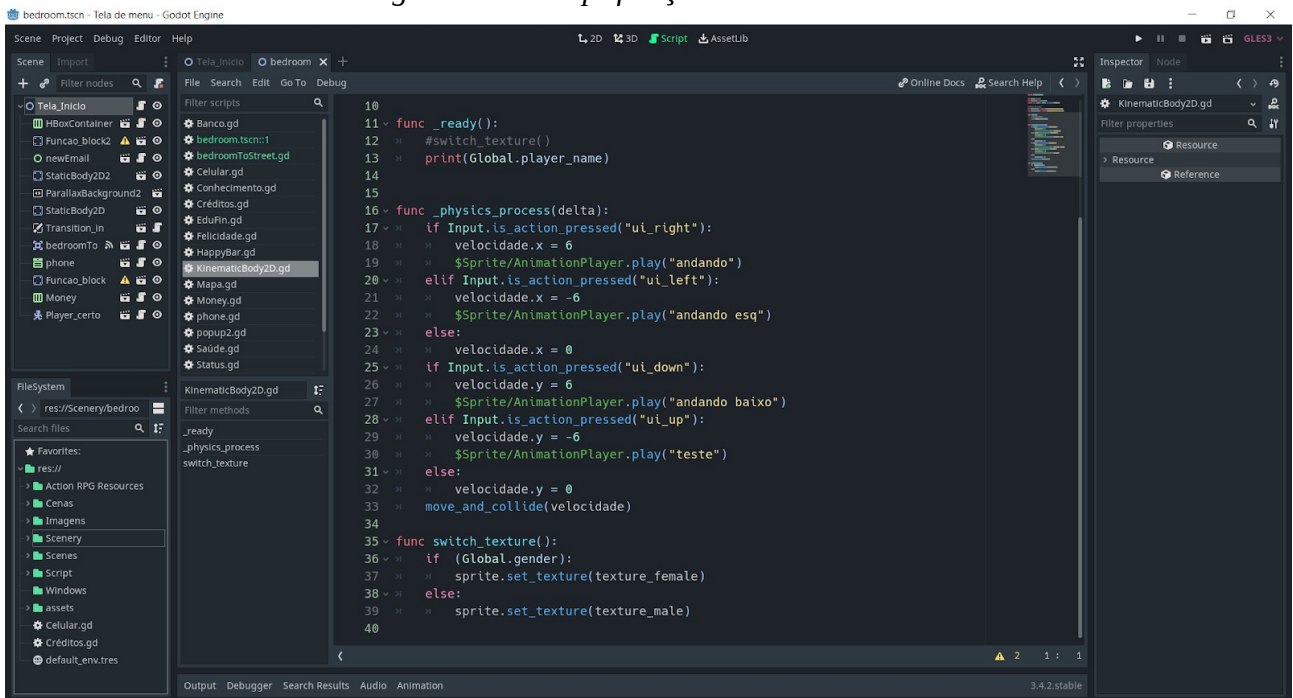 bedroom.tscn - Tela de menu - Godot Engine
Scene Project Debug Editor Help
2D 3D Script AssetLib
GLES3
Scene Import
Filter nodes
Tela_Inicio
HBoxContainer
Funcao_block2
newEmail
StaticBody2D2
ParallaxBackground2
StaticBody2D
Transition_in
bedroomTo
phone
Funcao_block
Money
Player_certo
FileSystem
res://Scenery/bedroo
Search files
Favorites:
res://
Action RPG Resources
Cenas
Imagens
Scenery
Scenes
Script
Windows
assets
Celular.gd
Créditos.gd
default_env.tres
Tela_Inicio bedroom
File Search Edit Go To Debug
Online Docs Search Help
Filter scripts
Banco.gd
bedroom.tscn::1
bedroomToStreet.gd
Celular.gd
Conhecimento.gd
Créditos.gd
EduFin.gd
Felicidade.gd
HappyBar.gd
KinematicBody2D.gd
Mapa.gd
Money.gd
phone.gd
popup2.gd
Saúde.gd
Status.gd
KinematicBody2D.gd
Filter methods
_ready
_physics_process
switch_texture
10
11 func _ready():
12 #switch_texture()
13 print(Global.player_name)
14
15
16 func _physics_process(delta):
17 if Input.is_action_pressed("ui_right"):
18 velocidade.x = 6
19 $Sprite/AnimationPlayer.play("andando")
20 elif Input.is_action_pressed("ui_left"):
21 velocidade.x = -6
22 $Sprite/AnimationPlayer.play("andando esq")
23 else:
24 velocidade.x = 0
25 if Input.is_action_pressed("ui_down"):
26 velocidade.y = 6
27 $Sprite/AnimationPlayer.play("andando baixo")
28 elif Input.is_action_pressed("ui_up"):
29 velocidade.y = -6
30 $Sprite/AnimationPlayer.play("teste")
31 else:
32 velocidade.y = 0
33 move_and_collide(velocidade)
34
35 func switch_texture():
36 if (Global.gender):
37 sprite.set_texture(texture_female)
38 else:
39 sprite.set_texture(texture_male)
40
2 1 : 1
Output Debugger Search Results Audio Animation
3.4.2.stable
Inspector Node
KinematicBody2D.gd
Filter properties
Resource
Resource
Reference